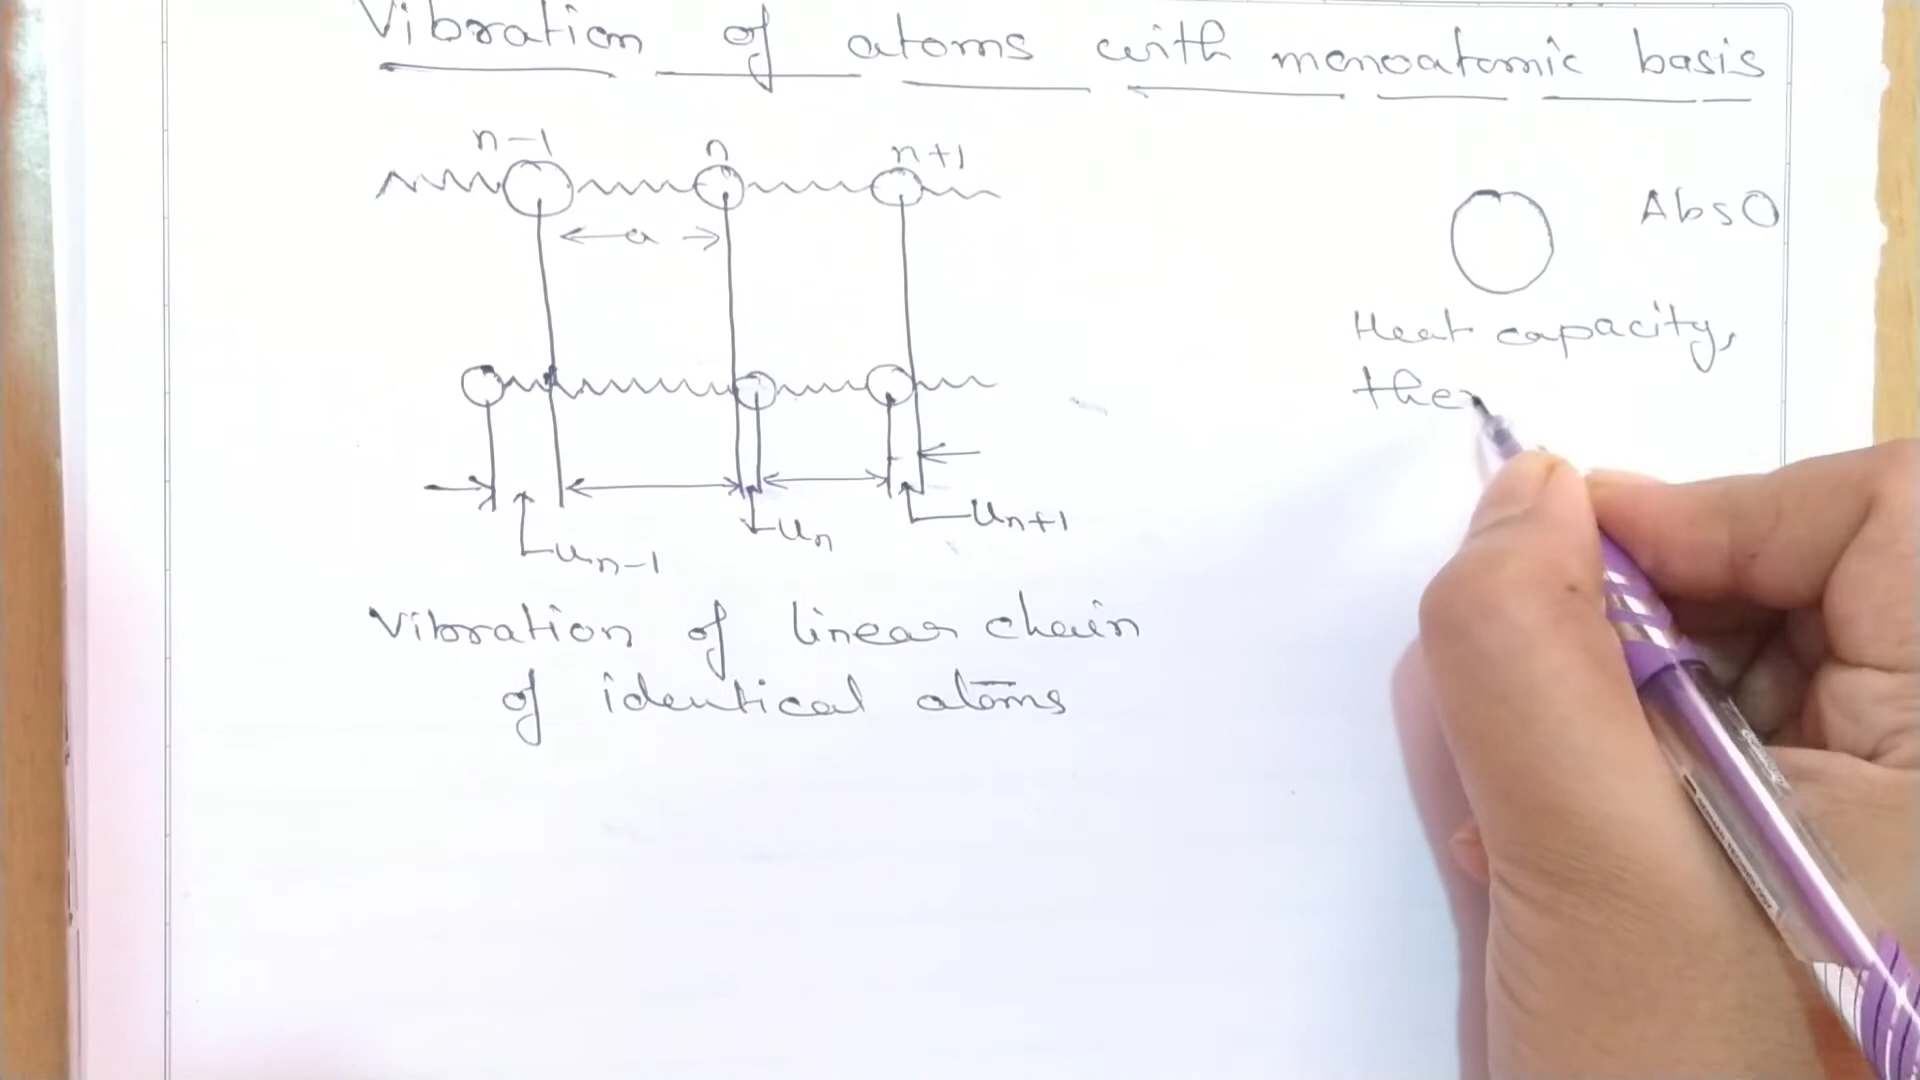 Vibration of atoms with monoatomic basis
n-1 n n+1
Abs 0
a
Heat capacity,
ther
un-1 un un+1
Vibration of linear chain
of identical atoms